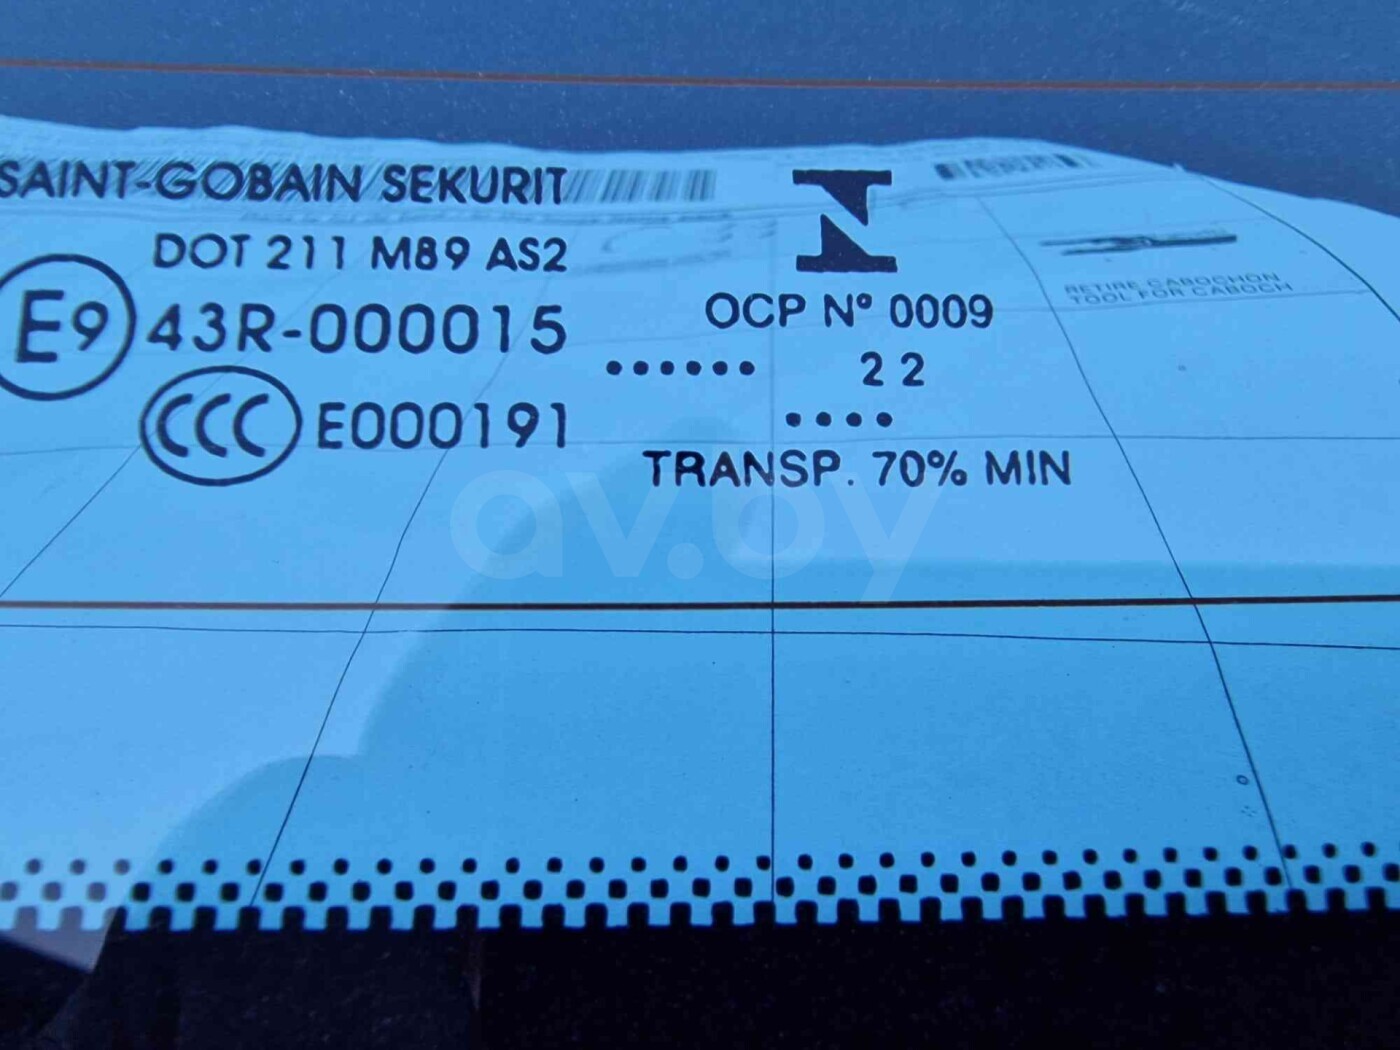 SAINT-GOBAIN SEKURIT
DOT 211 M89 AS2
E9 43R-000015
CCC E000191
N
OCP Nº 0009
...... 22
....
TRANSP. 70% MIN
RETIRE CABOCHON
TOOL FOR CABOCH
av.by